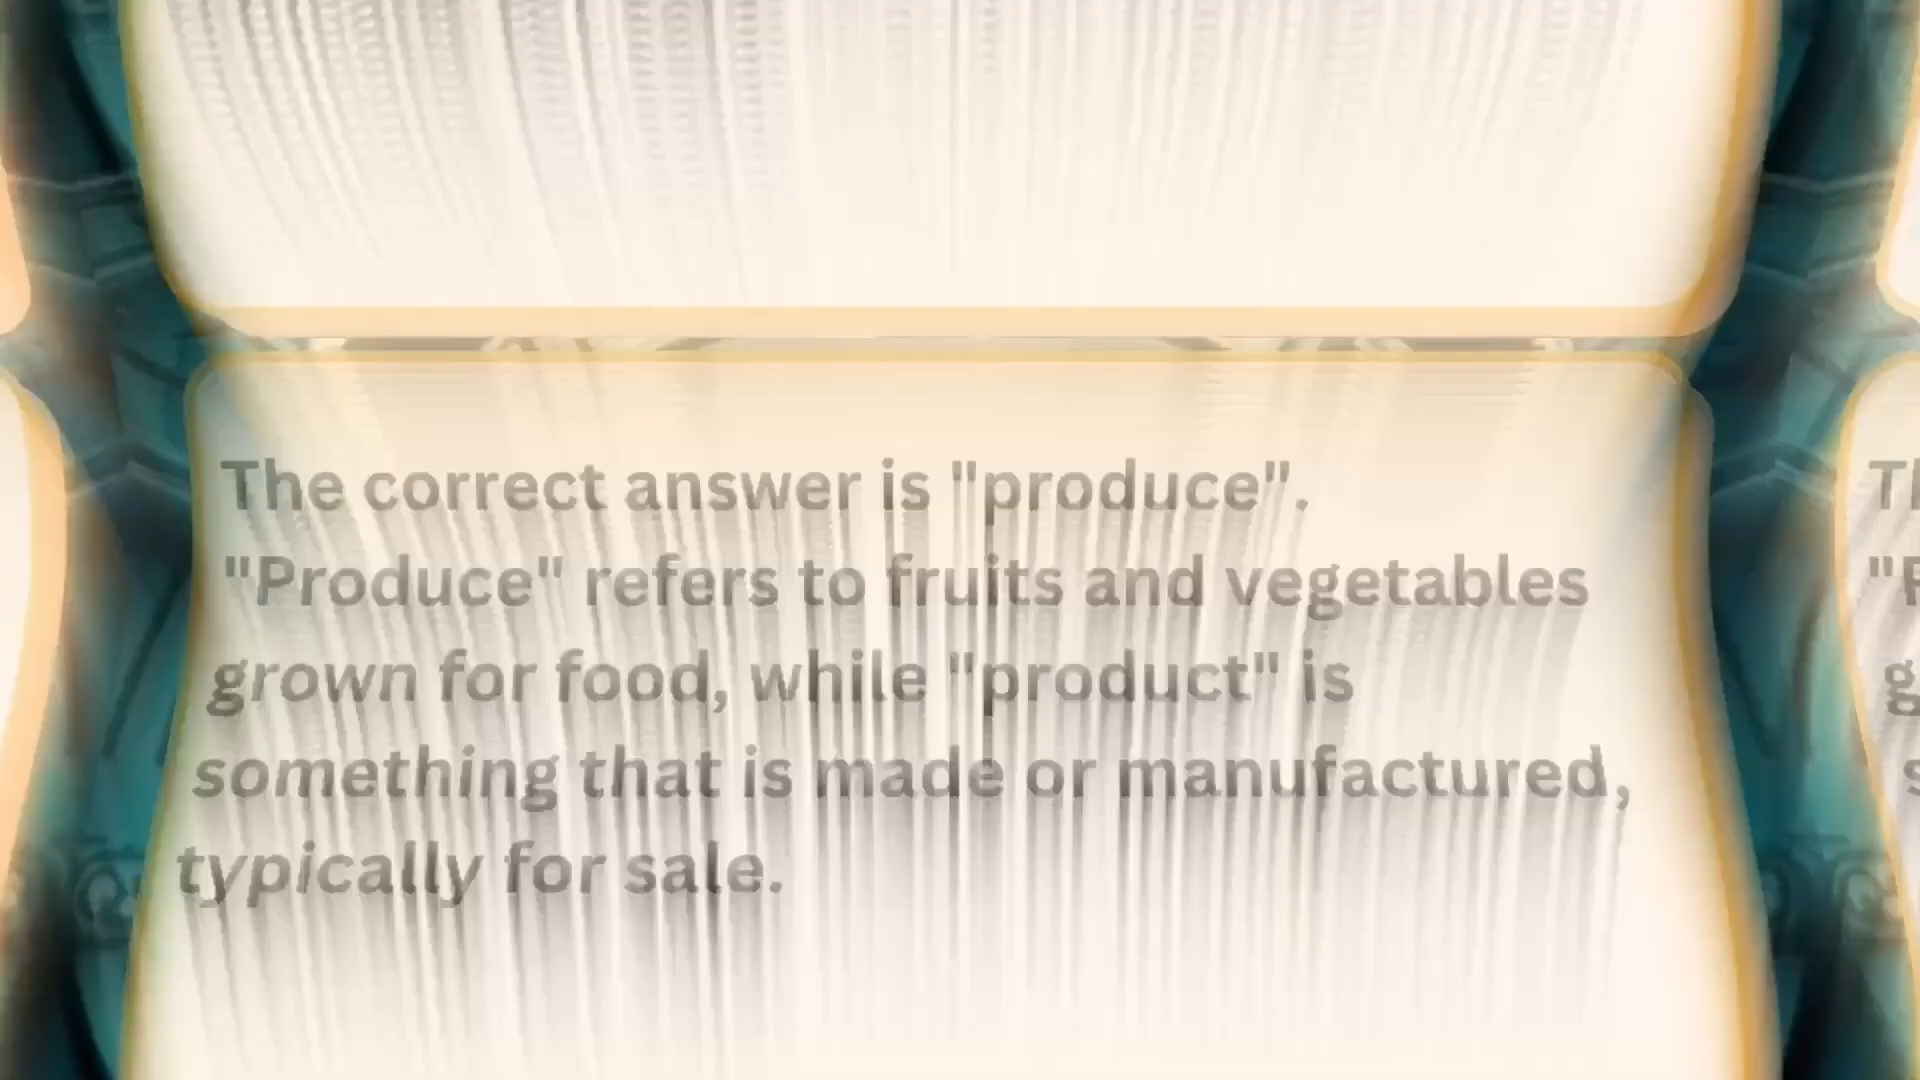 The correct answer is "produce".
"Produce" refers to fruits and vegetables
grown for food, while "product" is
something that is made or manufactured,
typically for sale.